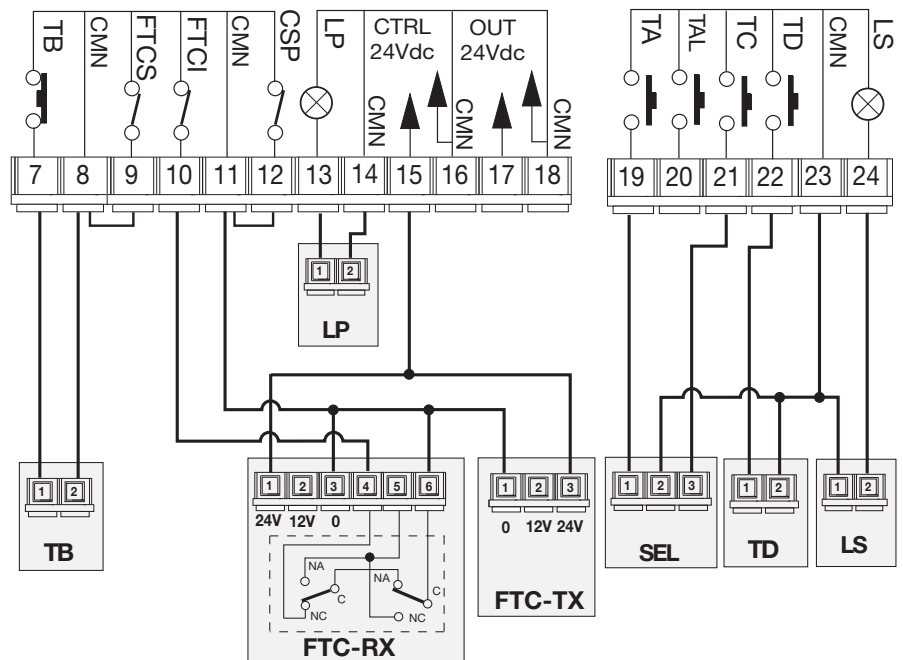 TB CMN FTCS FTCI CMN CSP LP CMN CTRL 24Vdc CMN OUT 24Vdc CMN
TA TAL TC TD CMN LS
7 8 9 10 11 12 13 14 15 16 17 18
19 20 21 22 23 24
1 2
LP
1 2
TB
1 2 3 4 5 6
24V 12V 0
NA NA
C C
NC NC
FTC-RX
1 2 3
0 12V 24V
FTC-TX
1 2 3
SEL
1 2
TD
1 2
LS